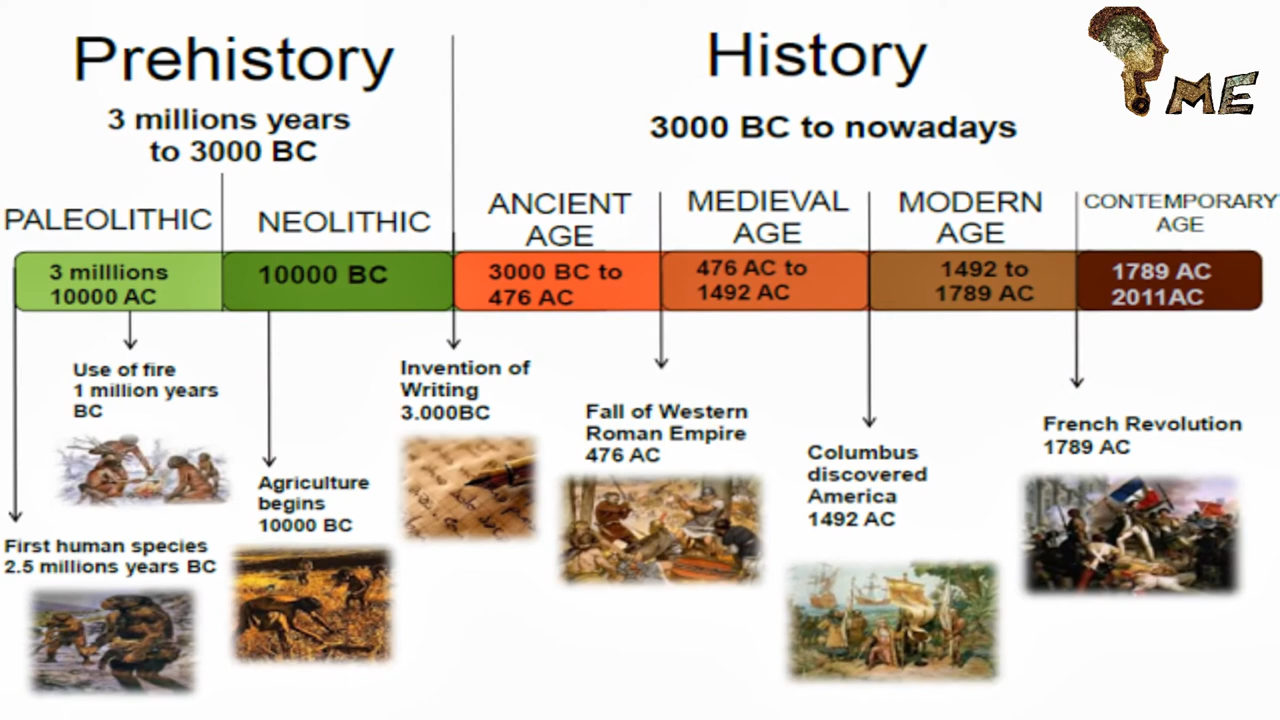 Prehistory
3 millions years
to 3000 BC
History
3000 BC to nowadays
ME
PALEOLITHIC
NEOLITHIC
ANCIENT
AGE
MEDIEVAL
AGE
MODERN
AGE
CONTEMPORARY
AGE
3 milllions
10000 AC
10000 BC
3000 BC to
476 AC
476 AC to
1492 AC
1492 to
1789 AC
1789 AC
2011AC
Use of fire
1 million years
BC
First human species
2.5 millions years BC
Agriculture
begins
10000 BC
Invention of
Writing
3.000BC
Fall of Western
Roman Empire
476 AC
Columbus
discovered
America
1492 AC
French Revolution
1789 AC